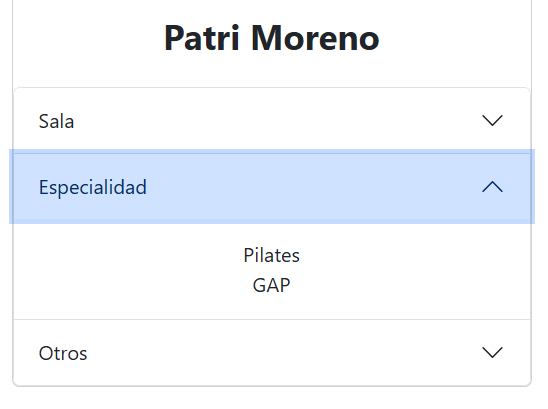 Patri Moreno
Sala
Especialidad
Pilates
GAP
Otros